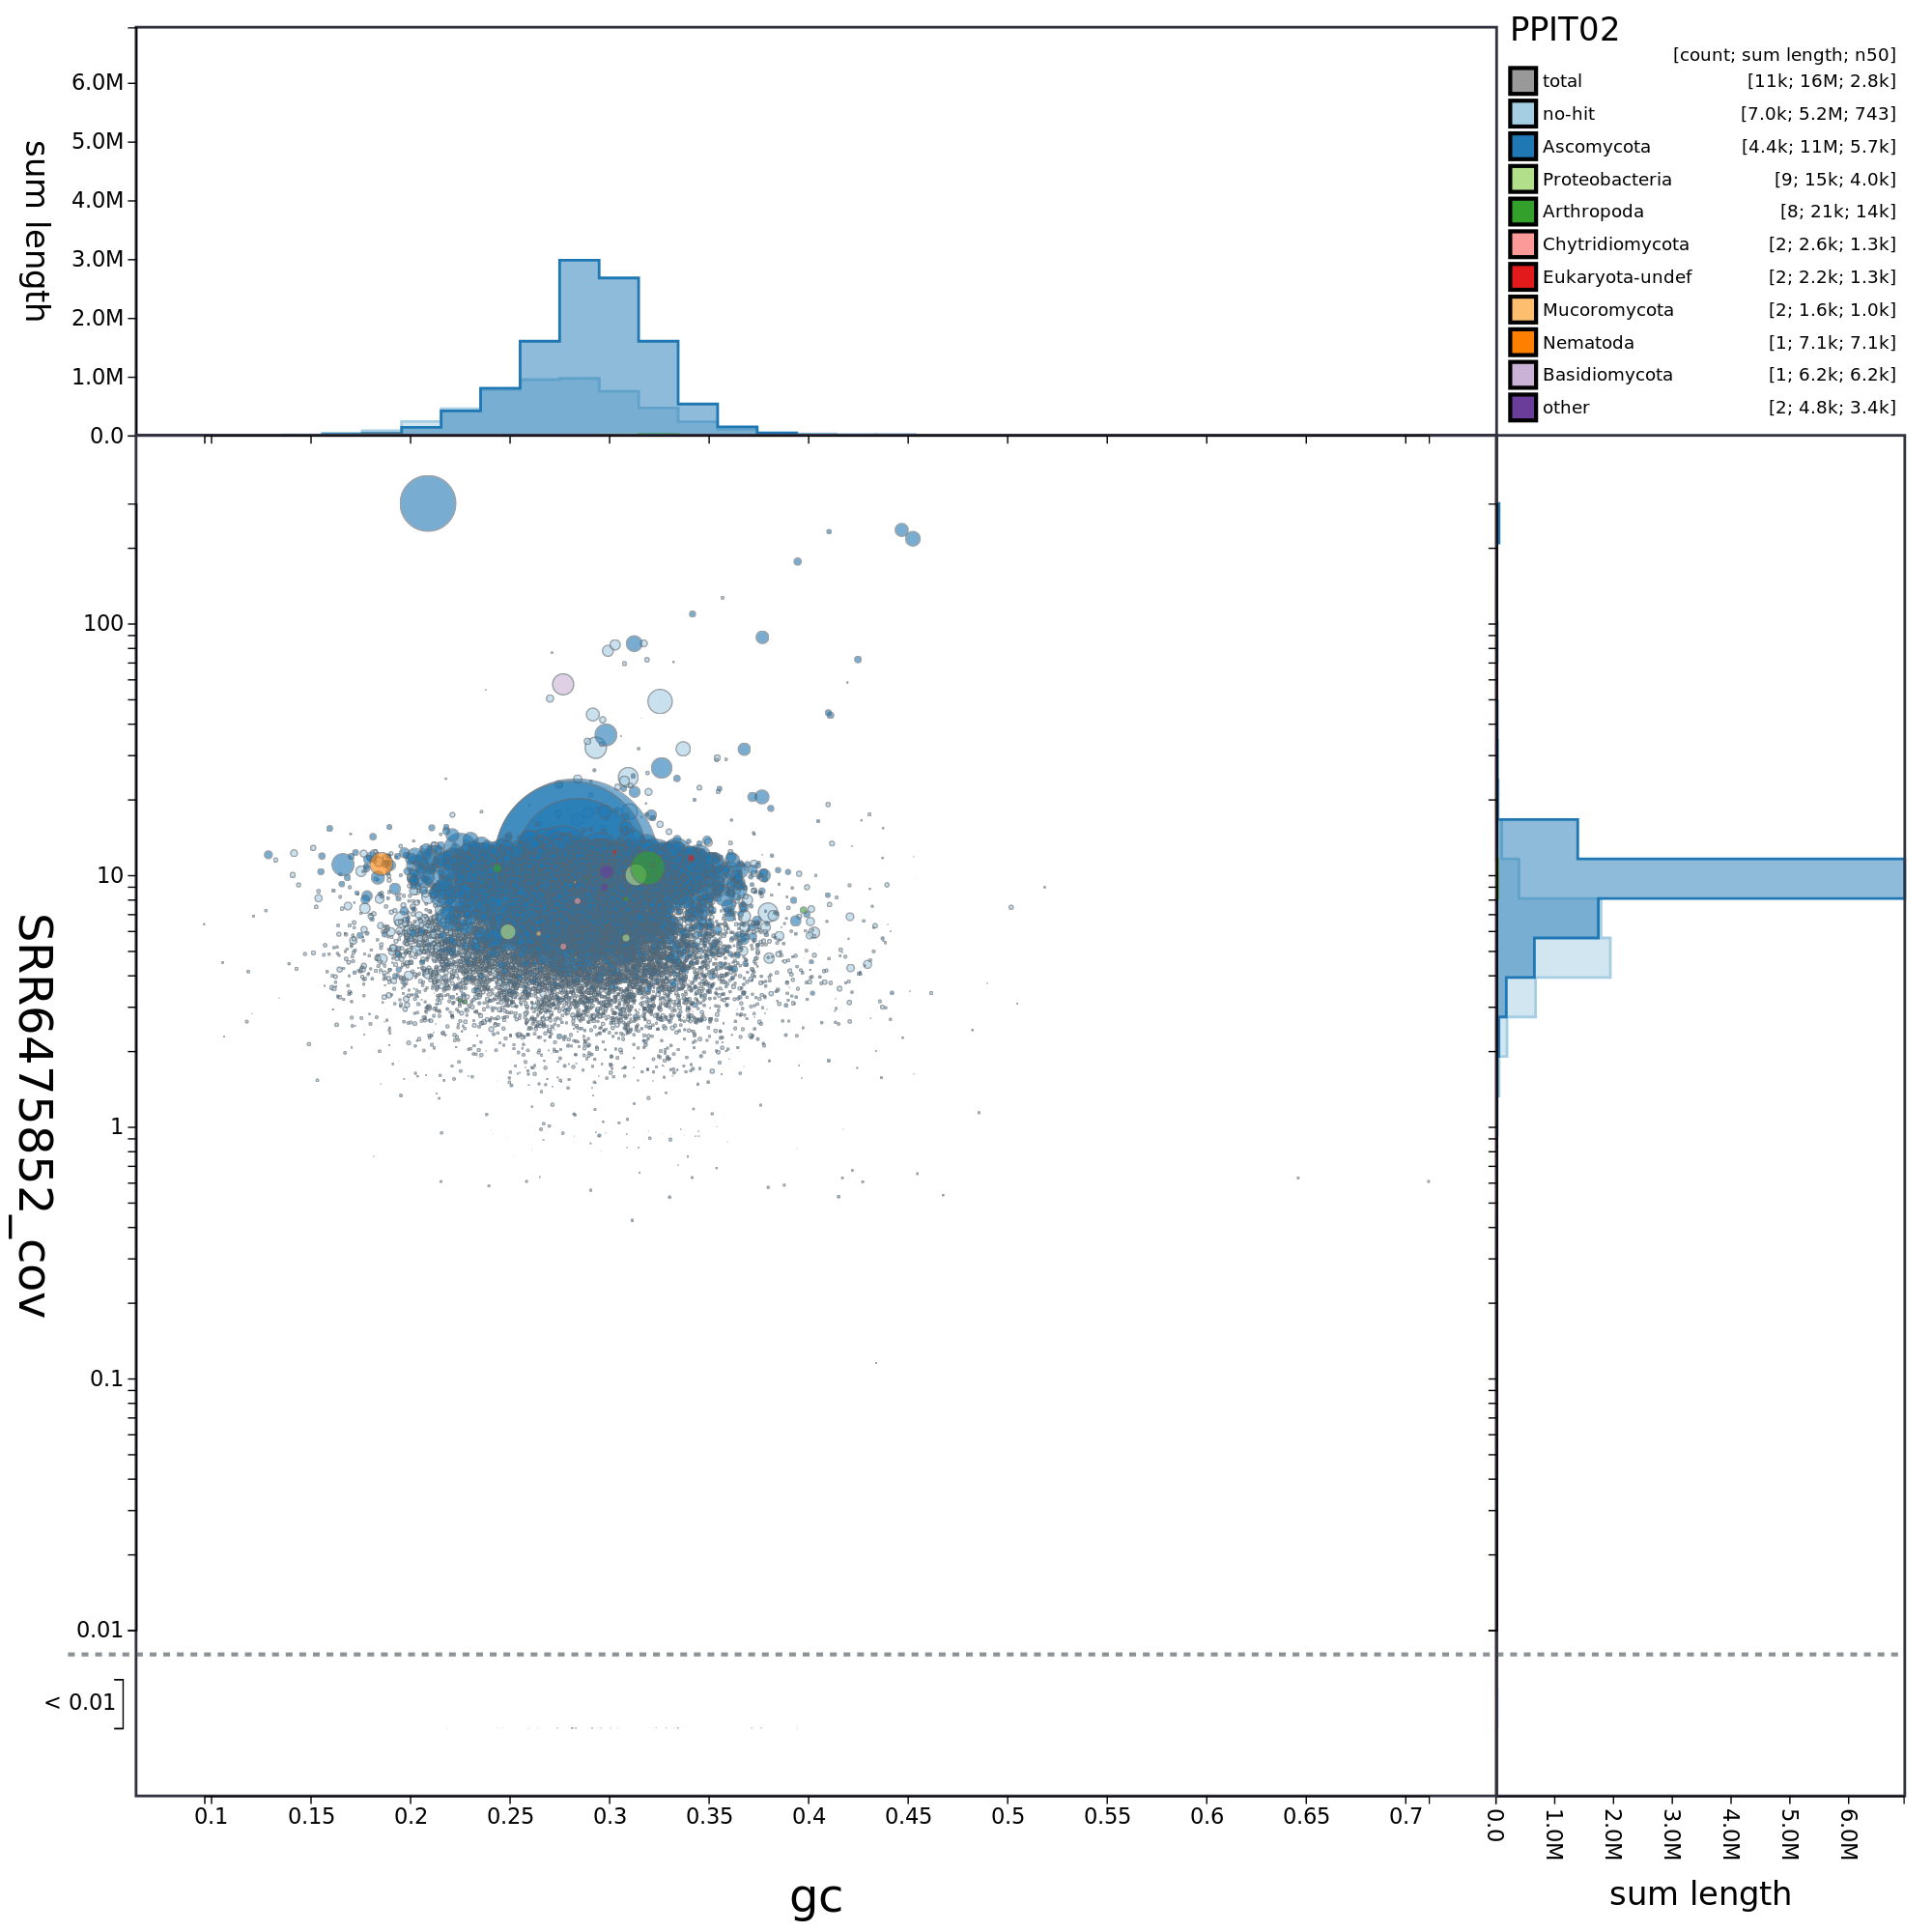 PPIT02
[count; sum length; n50]
total [11k; 16M; 2.8k]
no-hit [7.0k; 5.2M; 743]
Ascomycota [4.4k; 11M; 5.7k]
Proteobacteria [9; 15k; 4.0k]
Arthropoda [8; 21k; 14k]
Chytridiomycota [2; 2.6k; 1.3k]
Eukaryota-undef [2; 2.2k; 1.3k]
Mucoromycota [2; 1.6k; 1.0k]
Nematoda [1; 7.1k; 7.1k]
Basidiomycota [1; 6.2k; 6.2k]
other [2; 4.8k; 3.4k]
sum length
6.0M
5.0M
4.0M
3.0M
2.0M
1.0M
0.0
SRR6475852_cov
100
10
1
0.1
0.01
< 0.01
0.1 0.15 0.2 0.25 0.3 0.35 0.4 0.45 0.5 0.55 0.6 0.65 0.7
gc
0.0 1.0M 2.0M 3.0M 4.0M 5.0M 6.0M
sum length